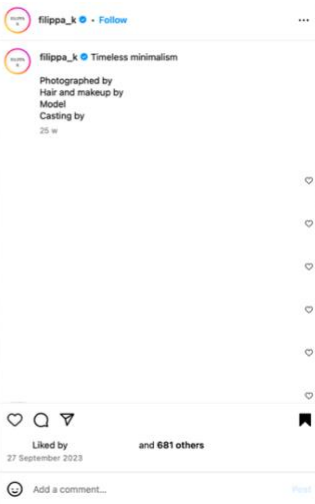 filippa_k • Follow
filippa_k Timeless minimalism
Photographed by
Hair and makeup by
Model
Casting by
25 w
Liked by and 681 others
27 September 2023
Add a comment... Post